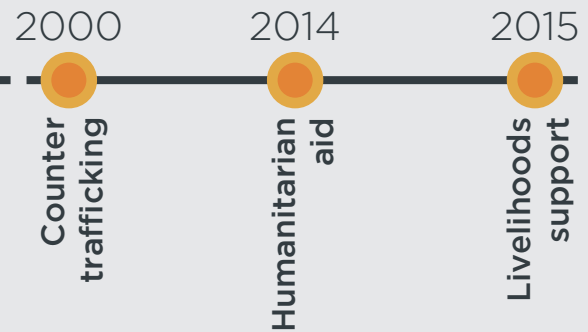 2000
2014
2015
Counter
trafficking
Humanitarian
aid
Livelihoods
support